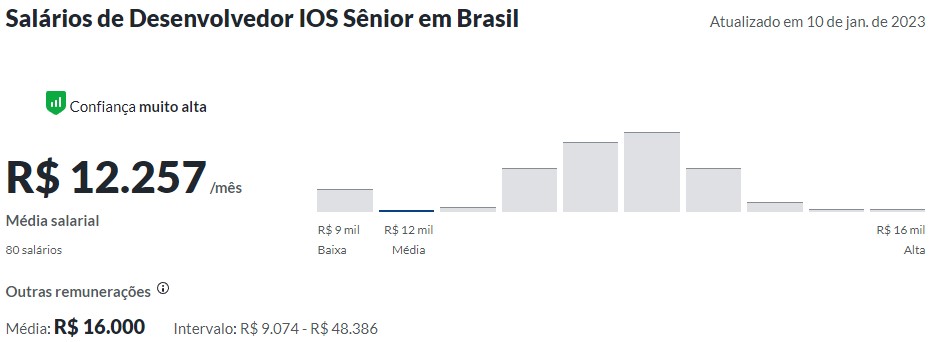 Salários de Desenvolvedor IOS Sênior em Brasil
Atualizado em 10 de jan. de 2023
Confiança muito alta
R$ 12.257 /mês
Média salarial
80 salários
R$ 9 mil R$ 12 mil R$ 16 mil
Baixa Média Alta
Outras remunerações
Média: R$ 16.000 Intervalo: R$ 9.074 - R$ 48.386